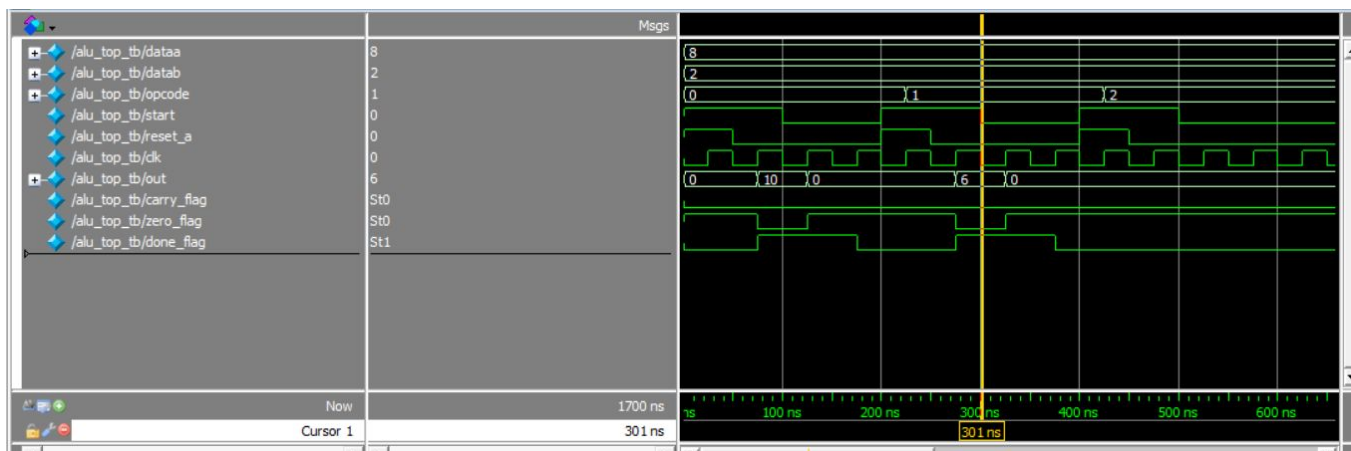 Msgs
/alu_top_tb/dataa 8 8
/alu_top_tb/datab 2 2
/alu_top_tb/opcode 1 0 1 2
/alu_top_tb/start 0
/alu_top_tb/reset_a 0
/alu_top_tb/clk 0
/alu_top_tb/out 6 0 10 0 6 0
/alu_top_tb/carry_flag St0
/alu_top_tb/zero_flag St0
/alu_top_tb/done_flag St1
Now 1700 ns ns 100 ns 200 ns 300 ns 400 ns 500 ns 600 ns
Cursor 1 301 ns 301 ns